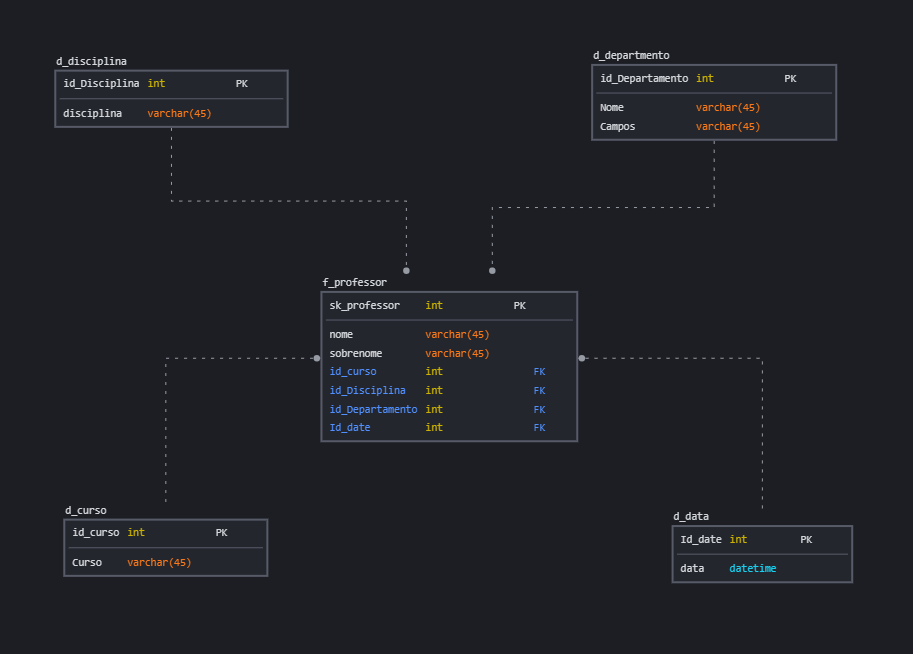 d_disciplina
id_Disciplina int PK
disciplina varchar(45)
d_departmento
id_Departamento int PK
Nome varchar(45)
Campos varchar(45)
f_professor
sk_professor int PK
nome varchar(45)
sobrenome varchar(45)
id_curso int FK
id_Disciplina int FK
id_Departamento int FK
Id_date int FK
d_curso
id_curso int PK
Curso varchar(45)
d_data
Id_date int PK
data datetime